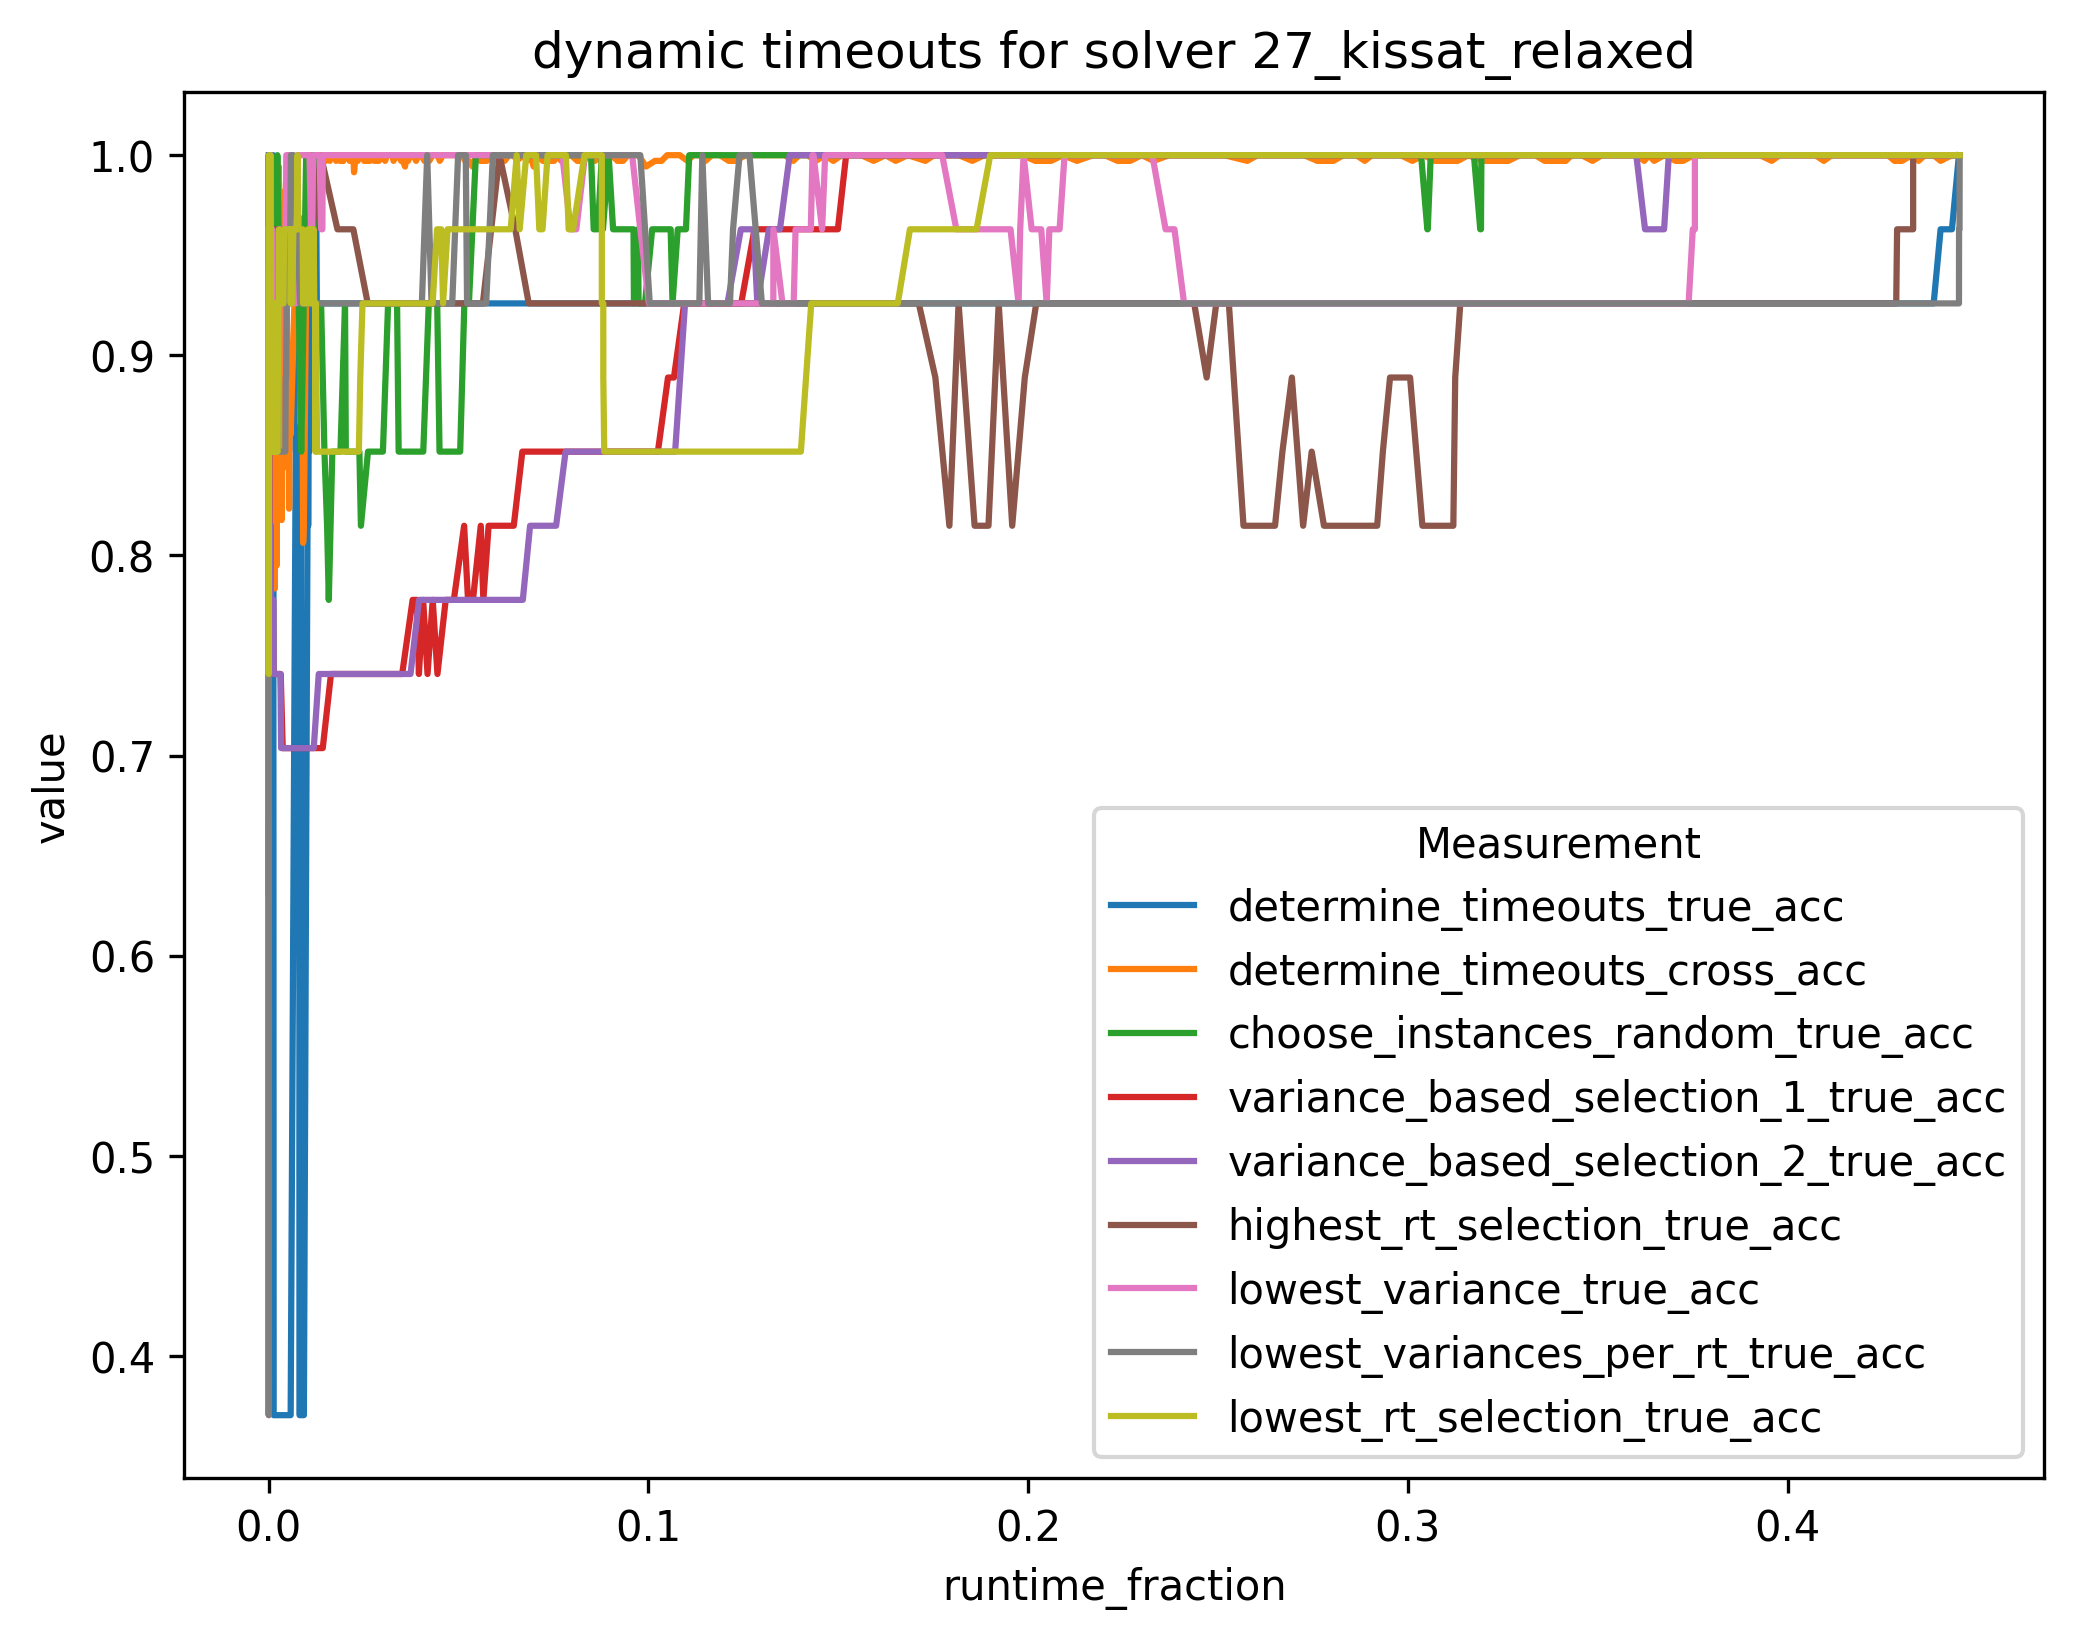 dynamic timeouts for solver 27_kissat_relaxed
value
1.0
0.9
0.8
0.7
0.6
0.5
0.4
0.0
0.1
0.2
0.3
0.4
runtime_fraction
Measurement
determine_timeouts_true_acc
determine_timeouts_cross_acc
choose_instances_random_true_acc
variance_based_selection_1_true_acc
variance_based_selection_2_true_acc
highest_rt_selection_true_acc
lowest_variance_true_acc
lowest_variances_per_rt_true_acc
lowest_rt_selection_true_acc